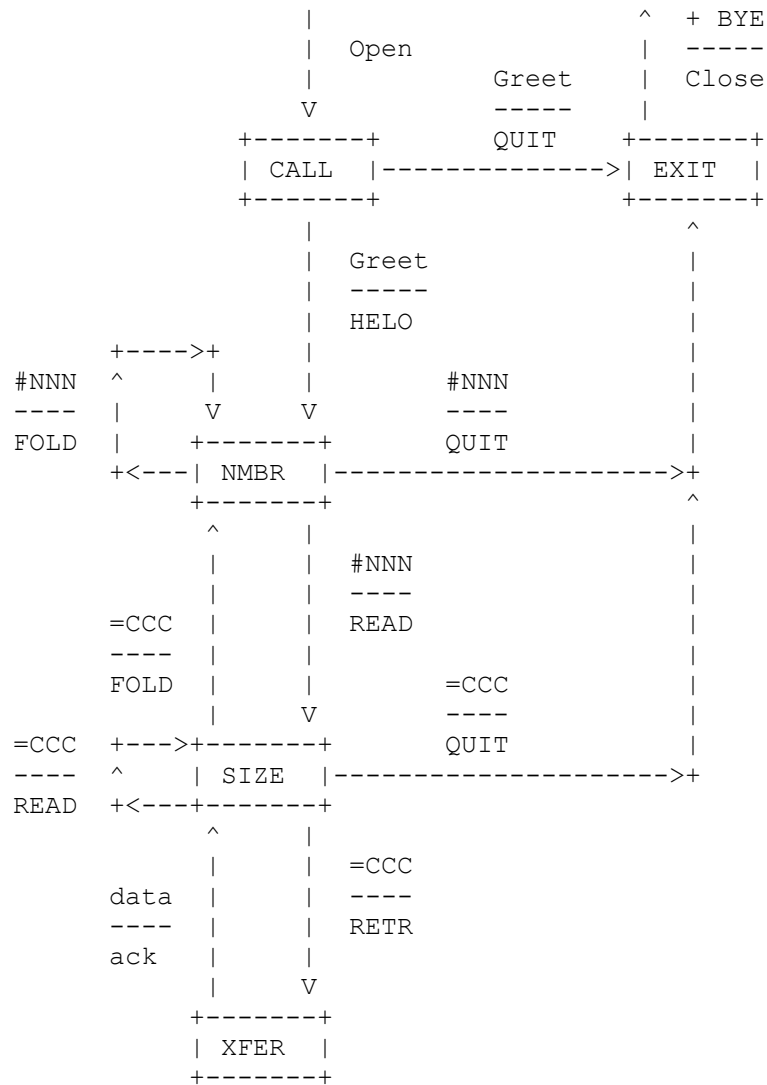 | ^ + BYE
| Open | -----
| Greet | Close
V ----- |
+-------+ QUIT +-------+
| CALL |-------------->| EXIT |
+-------+ +-------+
| ^
| Greet |
| ----- |
| HELO |
+---->+ | |
#NNN ^ | | #NNN |
---- | V V ---- |
FOLD | +-------+ QUIT |
+<---| NMBR |---------------------->+
+-------+ ^
^ | |
| | #NNN |
| | ---- |
=CCC | | READ |
---- | | |
FOLD | | =CCC |
| V ---- |
=CCC +--->+-------+ QUIT |
---- ^ | SIZE |---------------------->+
READ +<---+-------+
^ |
| | =CCC
data | | ----
---- | | RETR
ack | |
| V
+-------+
| XFER |
+-------+